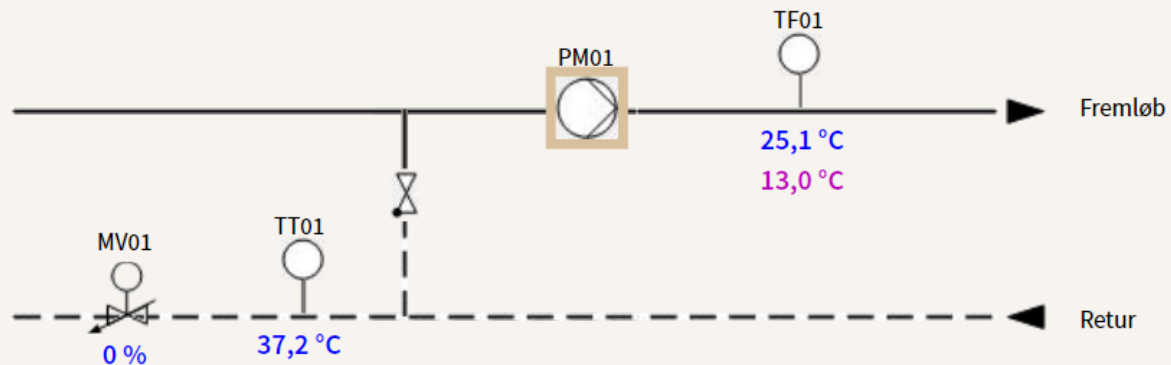 TF01
PM01
Fremløb
25,1 °C
13,0 °C
TT01
MV01
Retur
37,2 °C
0 %